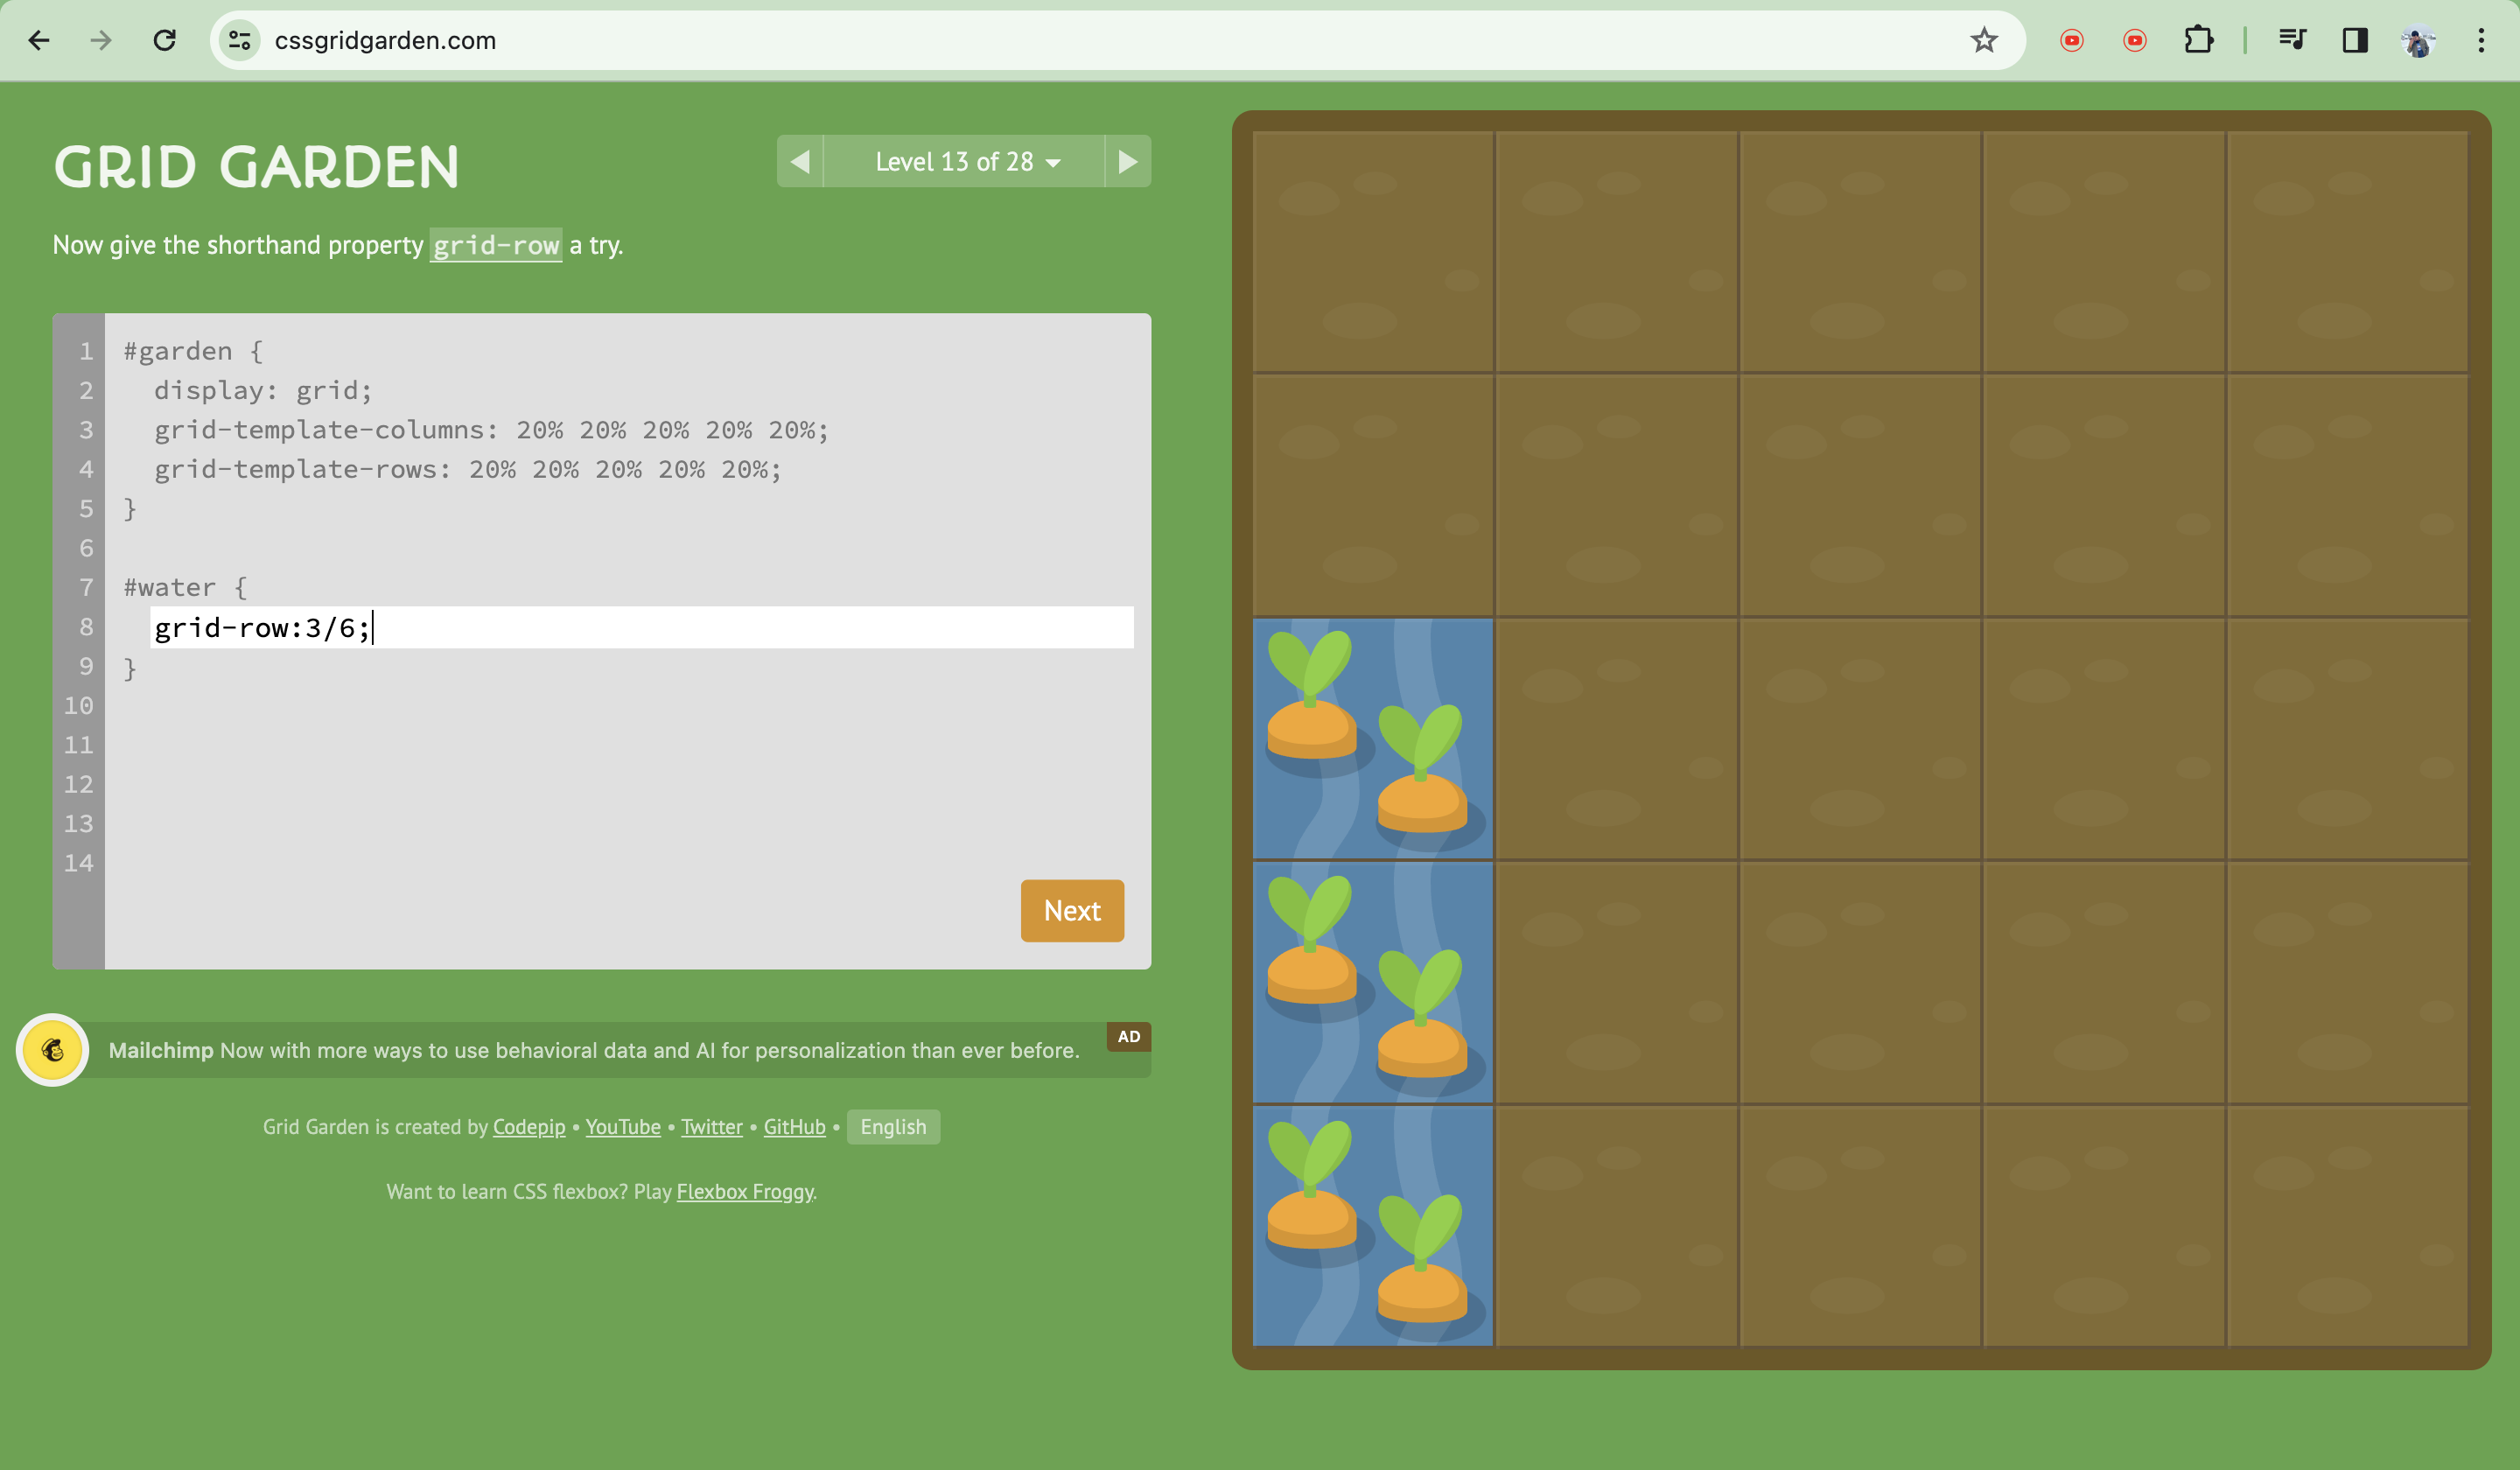 cssgridgarden.com
GRID GARDEN
Level 13 of 28
Now give the shorthand property grid-row a try.
1 #garden {
2 display: grid;
3 grid-template-columns: 20% 20% 20% 20% 20%;
4 grid-template-rows: 20% 20% 20% 20% 20%;
5 }
6
7 #water {
8 grid-row:3/6;
9 }
10
11
12
13
14
Next
Mailchimp Now with more ways to use behavioral data and AI for personalization than ever before.
AD
Grid Garden is created by Codepip • YouTube • Twitter • GitHub • English
Want to learn CSS flexbox? Play Flexbox Froggy.